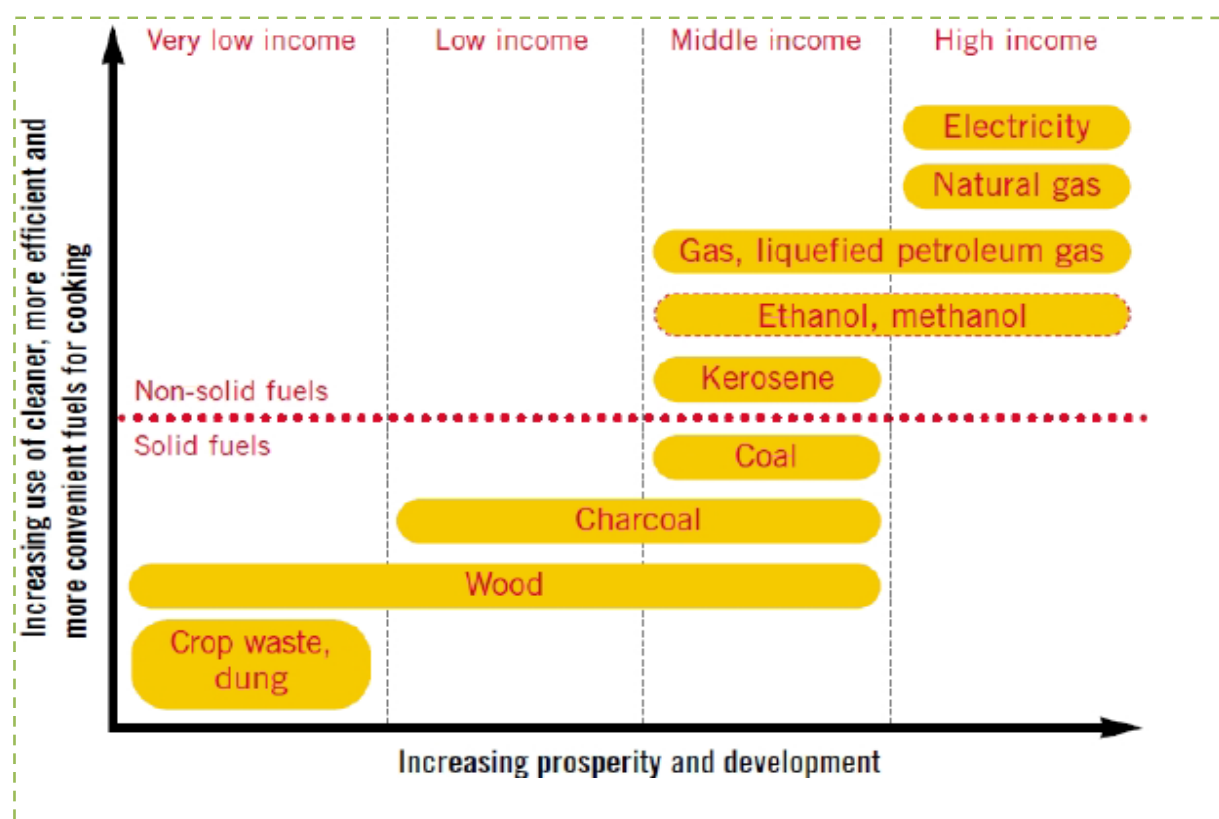 Very low income
Low income
Middle income
High income
Increasing use of cleaner, more efficient and
more convenient fuels for cooking
Electricity
Natural gas
Gas, liquefied petroleum gas
Ethanol, methanol
Kerosene
Non-solid fuels
Solid fuels
Coal
Charcoal
Wood
Crop waste,
dung
Increasing prosperity and development